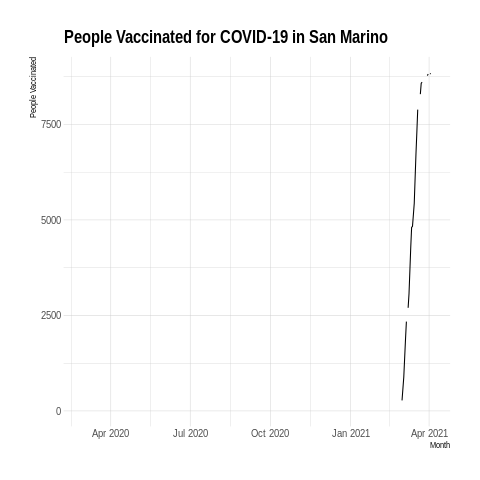 People Vaccinated for COVID-19 in San Marino
People Vaccinated
7500
5000
2500
0
Apr 2020 Jul 2020 Oct 2020 Jan 2021 Apr 2021
Month